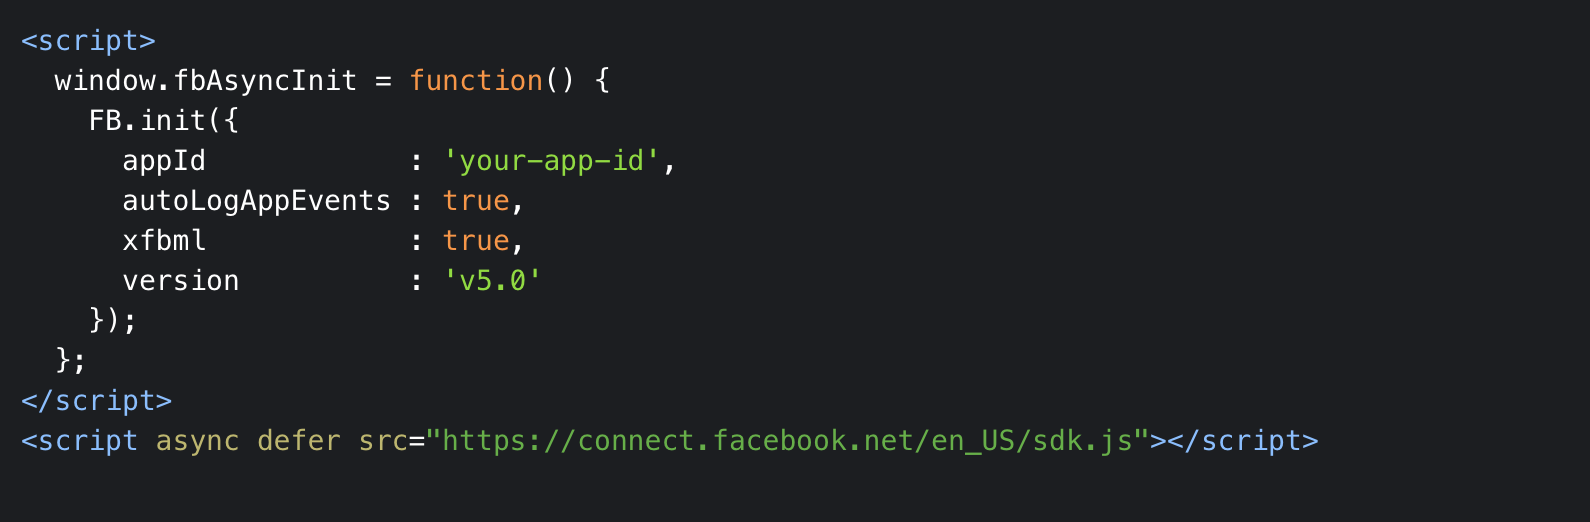 <script>
  window.fbAsyncInit = function() {
    FB.init({
      appId            : 'your-app-id',
      autoLogAppEvents : true,
      xfbml            : true,
      version          : 'v5.0'
    });
  };
</script>
<script async defer src="https://connect.facebook.net/en_US/sdk.js"></script>